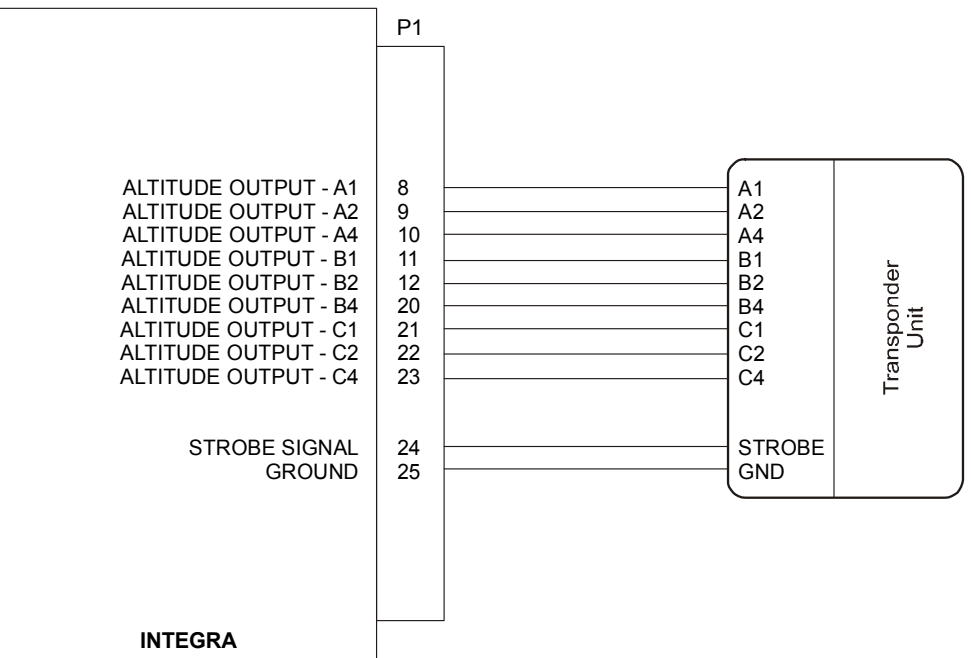 P1
ALTITUDE OUTPUT - A1 8 A1
ALTITUDE OUTPUT - A2 9 A2
ALTITUDE OUTPUT - A4 10 A4
ALTITUDE OUTPUT - B1 11 B1
ALTITUDE OUTPUT - B2 12 B2
ALTITUDE OUTPUT - B4 20 B4
ALTITUDE OUTPUT - C1 21 C1
ALTITUDE OUTPUT - C2 22 C2
ALTITUDE OUTPUT - C4 23 C4
STROBE SIGNAL 24 STROBE
GROUND 25 GND
Transponder
Unit
INTEGRA